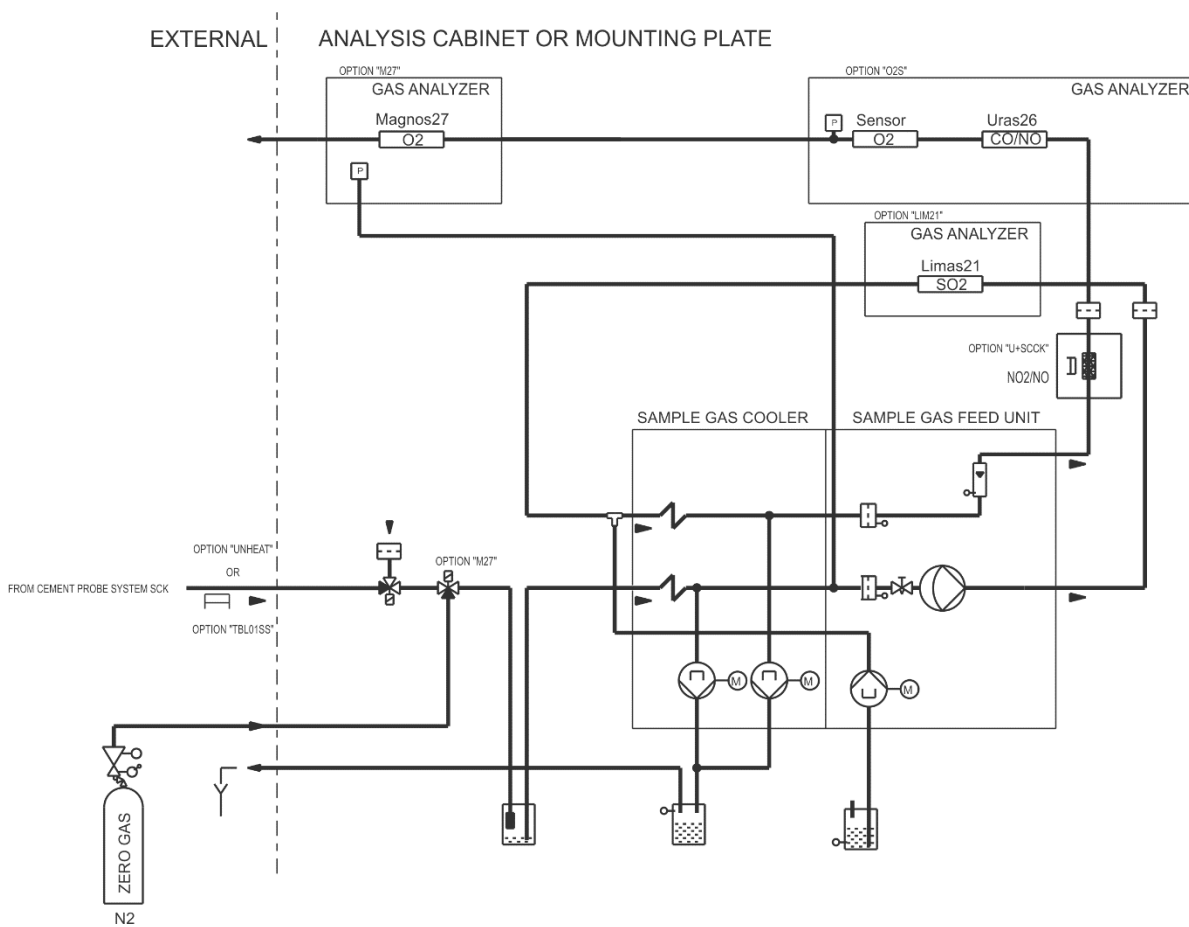 EXTERNAL
ANALYSIS CABINET OR MOUNTING PLATE
OPTION "M27"
GAS ANALYZER
Magnos27
O2
P
OPTION "O2S"
GAS ANALYZER
P
Sensor
O2
Uras26
CO/NO
OPTION "LIM21"
GAS ANALYZER
Limas21
SO2
OPTION "U+SCCK"
NO2/NO
SAMPLE GAS COOLER
SAMPLE GAS FEED UNIT
OPTION "UNHEAT"
OR
FROM CEMENT PROBE SYSTEM SCK
OPTION "TBL01SS"
OPTION "M27"
M
M
M
ZERO GAS
N2